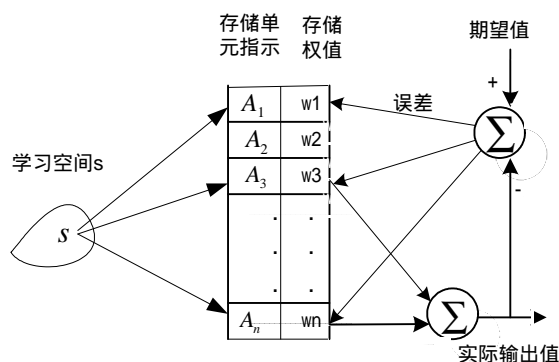 存储单
元指示
存储
权值
期望值
+
A1 w1
误差
A2 w2
学习空间s
A3 w3
Σ
-
s
. .
. .
. .
An wn
Σ
实际输出值